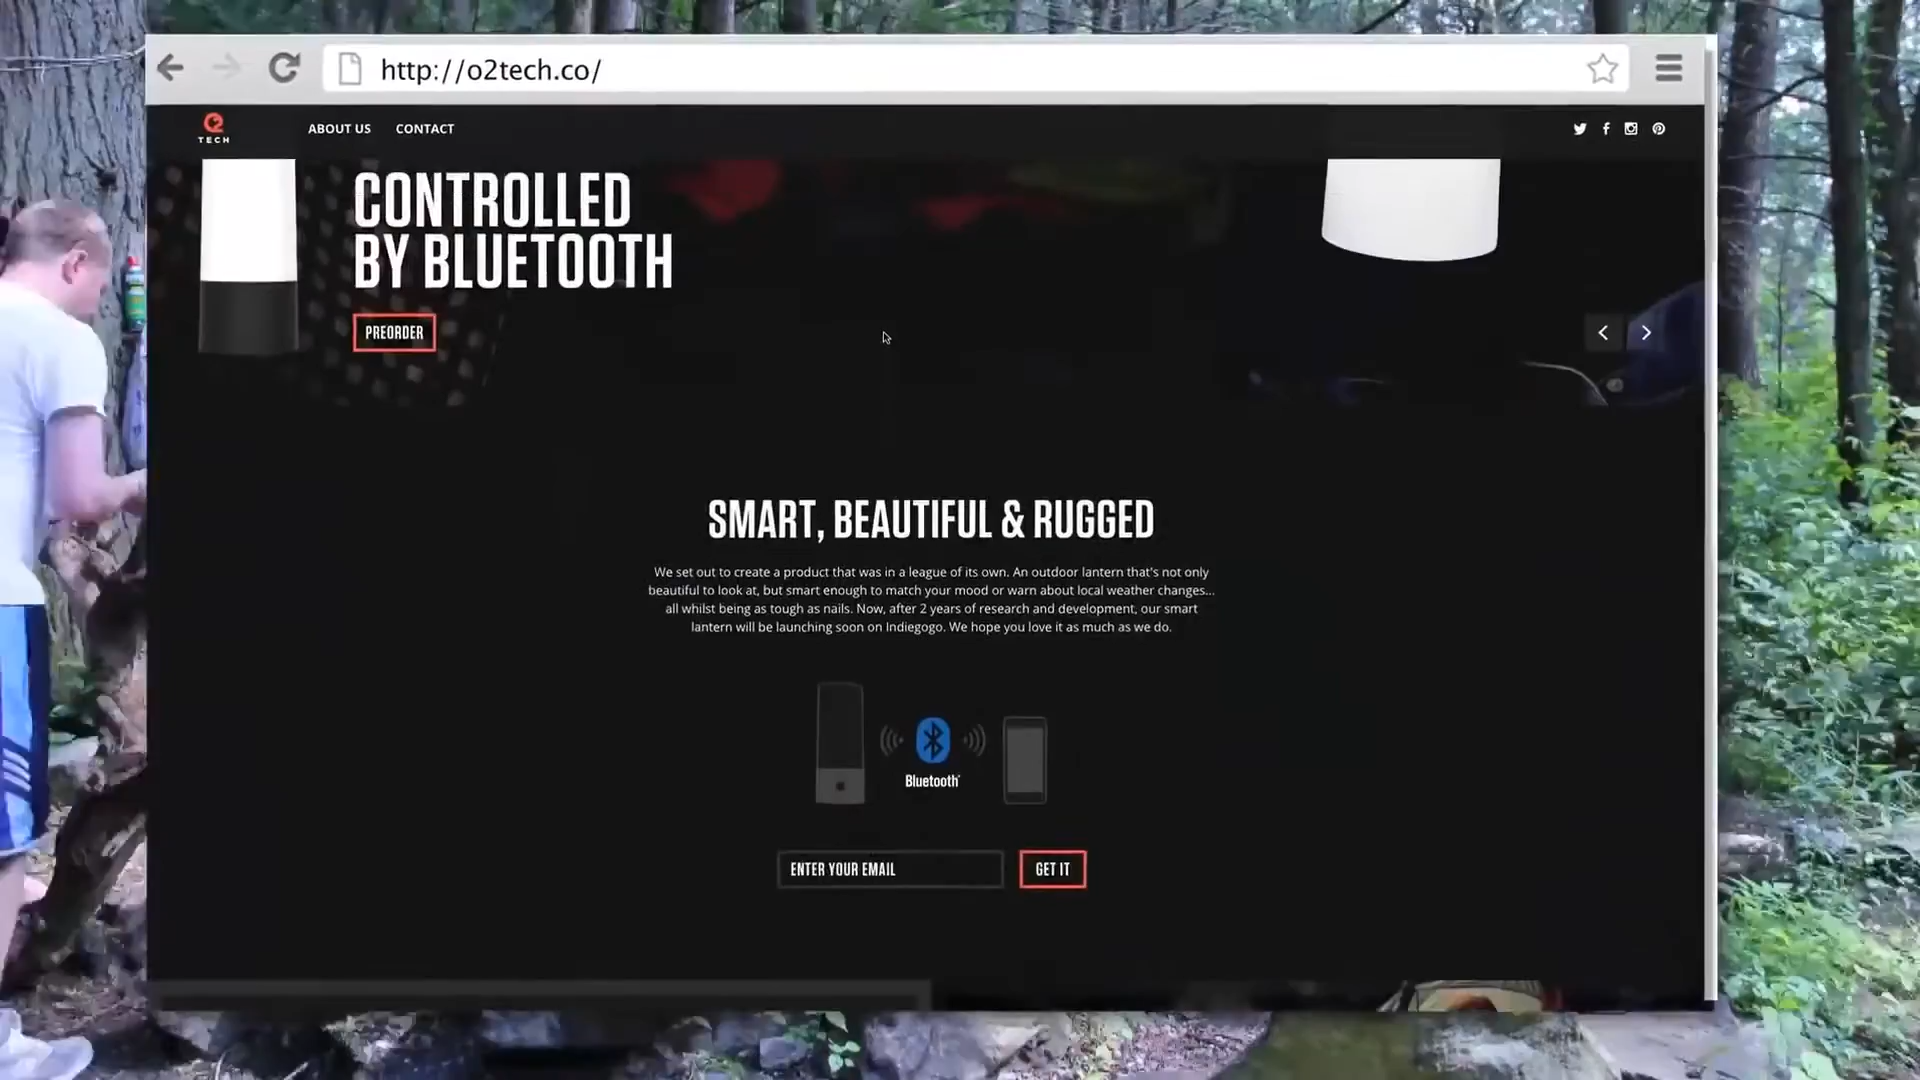 http://o2tech.co/
O2
TECH
ABOUT US
CONTACT
CONTROLLED
BY BLUETOOTH
PREORDER
SMART, BEAUTIFUL & RUGGED
We set out to create a product that was in a league of its own. An outdoor lantern that's not only
beautiful to look at, but smart enough to match your mood or warn about local weather changes...
all whilst being as tough as nails. Now, after 2 years of research and development, our smart
lantern will be launching soon on Indiegogo. We hope you love it as much as we do.
Bluetooth
ENTER YOUR EMAIL
GET IT